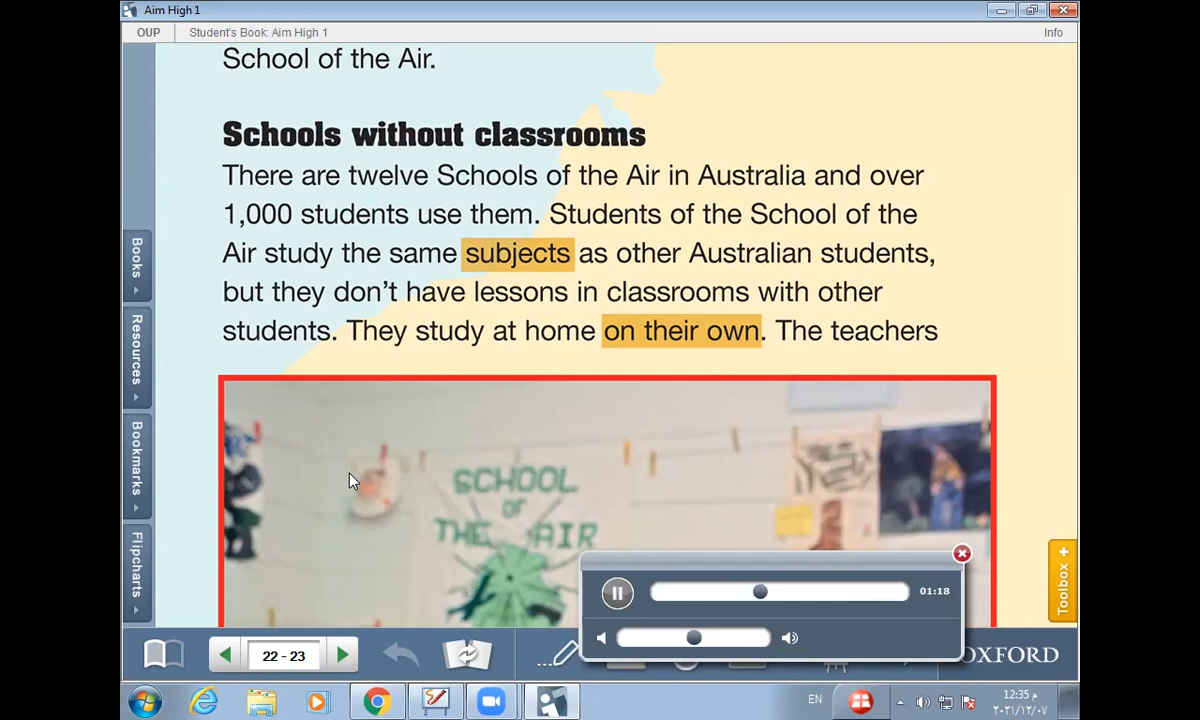 Aim High 1
OUP
Student's Book: Aim High 1
Info
School of the Air.
Schools without classrooms
There are twelve Schools of the Air in Australia and over
1,000 students use them. Students of the School of the
Air study the same subjects as other Australian students,
but they don't have lessons in classrooms with other
students. They study at home on their own. The teachers
Books
Resources
Bookmarks
Flipcharts
SCHOOL
OF
THE AIR
01:18
Toolbox +
22 - 23
OXFORD
EN
12:35 م
٢٠٢١/١٢/٠٧